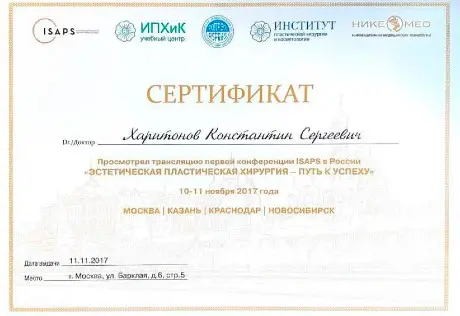 ISAPS
ИПХиК
УЧЕБНЫЙ ЦЕНТР
ИНСТИТУТ
ПЛАСТИЧЕСКОЙ ХИРУРГИИ
И КОСМЕТОЛОГИИ
НИКЕ МЕД
СЕРТИФИКАТ
Dr./Доктор Харитонов Константин Сергеевич
Просмотрел трансляцию первой конференции ISAPS в России
«ЭСТЕТИЧЕСКАЯ ПЛАСТИЧЕСКАЯ ХИРУРГИЯ – ПУТЬ К УСПЕХУ»
10-11 ноября 2017 года
МОСКВА | КАЗАНЬ | КРАСНОДАР | НОВОСИБИРСК
Дата выдачи 11.11.2017
Место г. Москва, ул. Барклая, д.6, стр.5